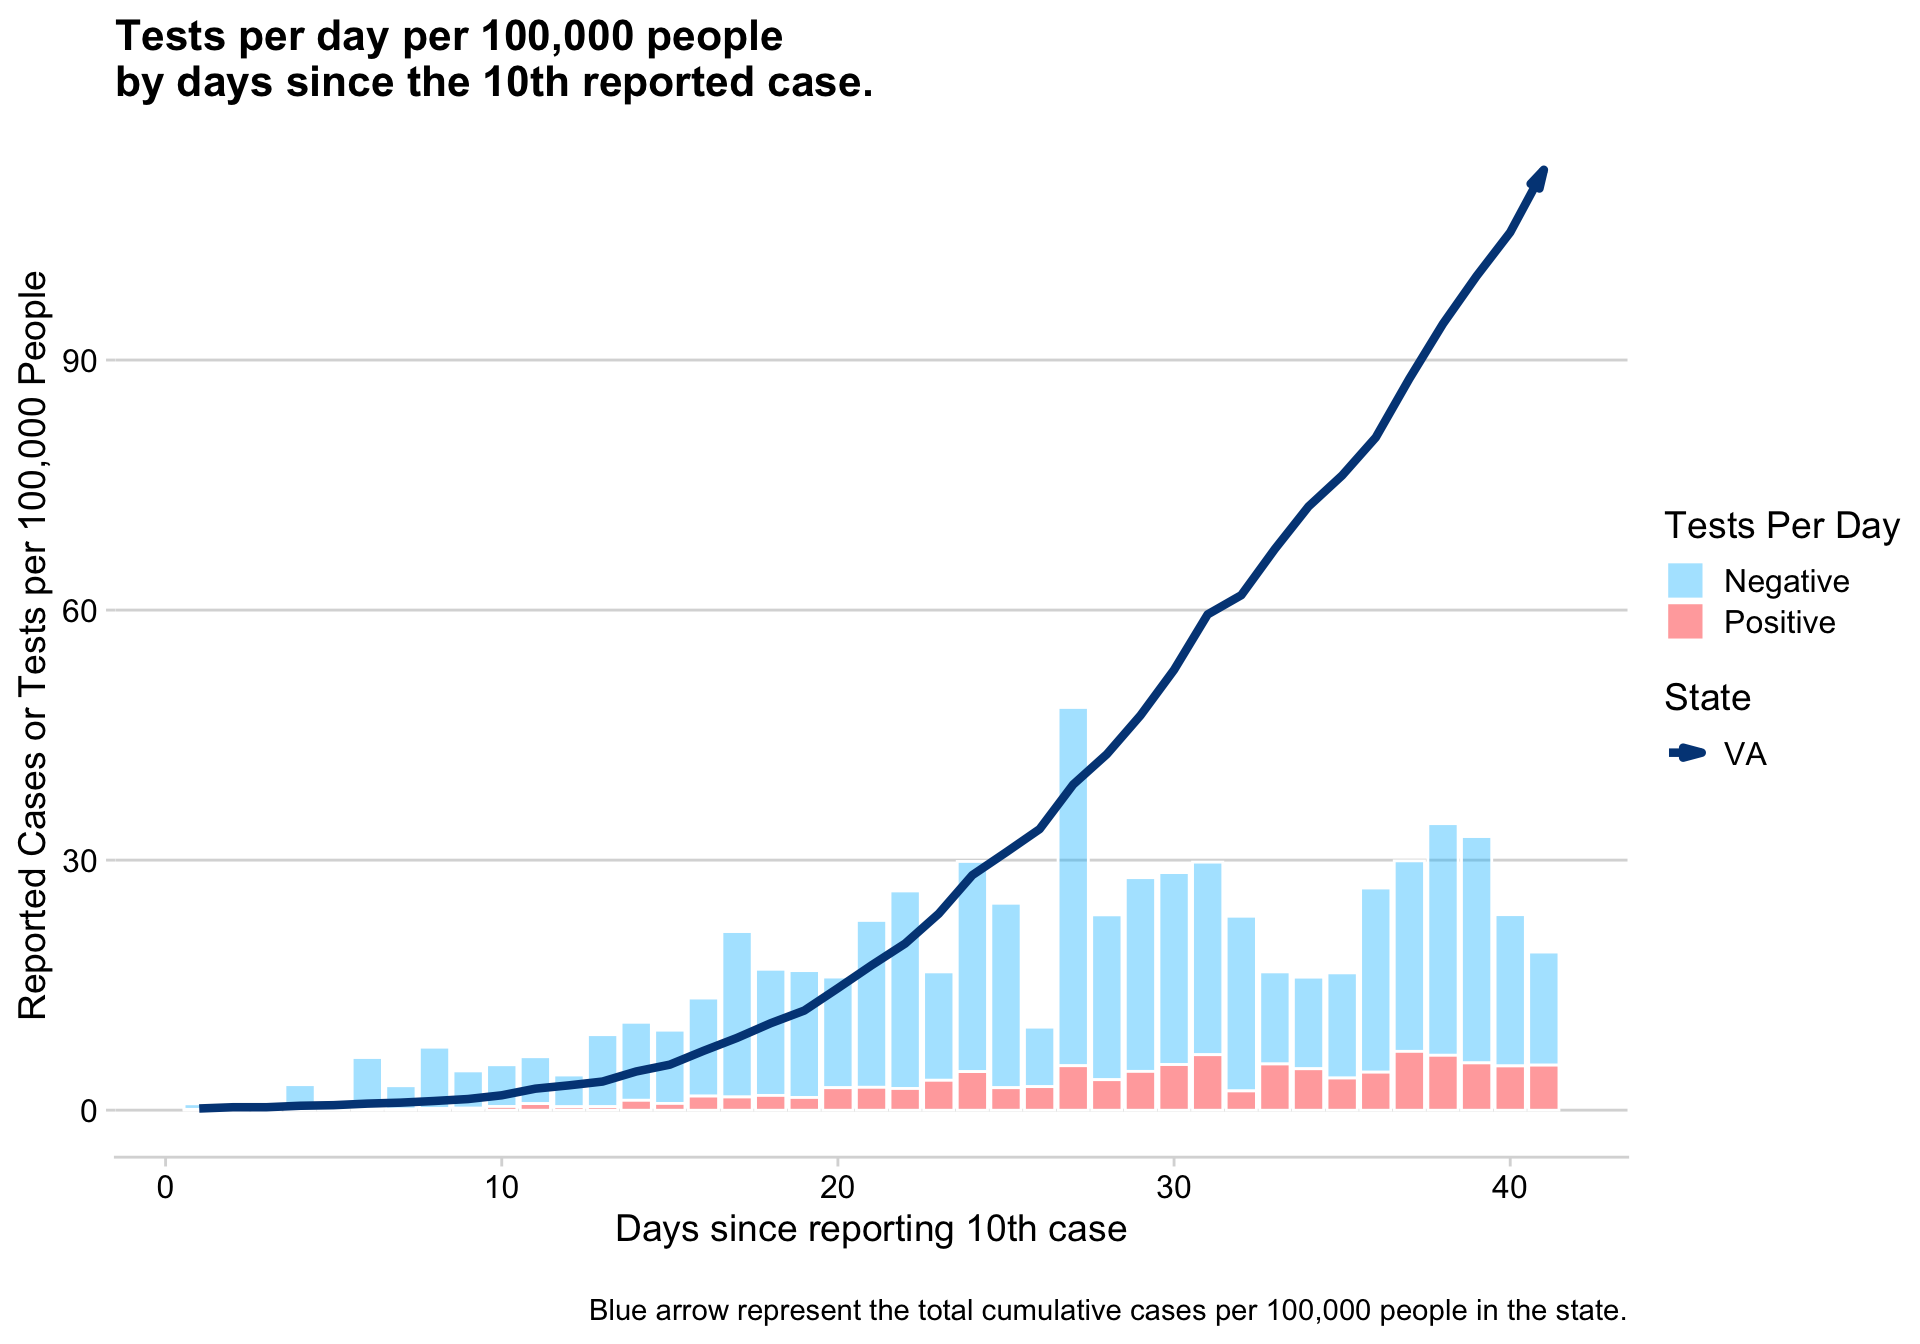 Tests per day per 100,000 people
by days since the 10th reported case.
Reported Cases or Tests per 100,000 People
90
60
30
0
0 10 20 30 40
Days since reporting 10th case
Tests Per Day
Negative
Positive
State
VA
Blue arrow represent the total cumulative cases per 100,000 people in the state.